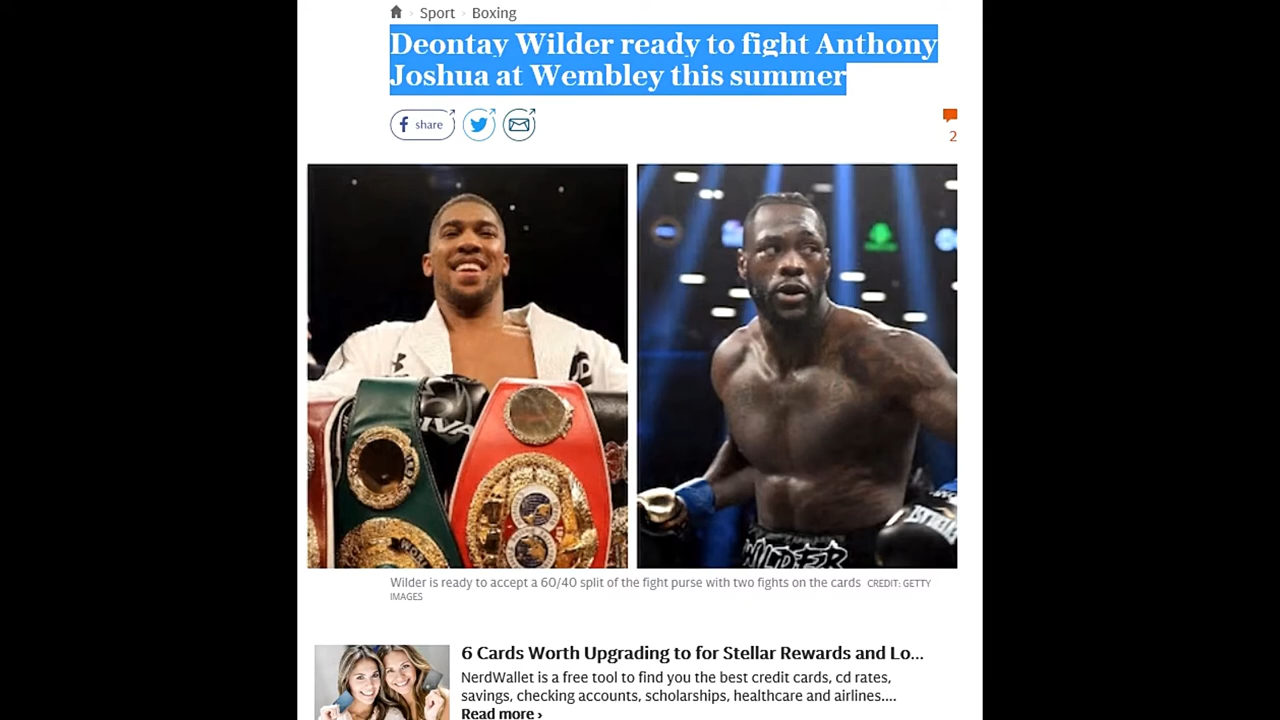 Sport › Boxing
Deontay Wilder ready to fight Anthony
Joshua at Wembley this summer
share
2
WILDER
Wilder is ready to accept a 60/40 split of the fight purse with two fights on the cards CREDIT: GETTY
IMAGES
6 Cards Worth Upgrading to for Stellar Rewards and Lo...
NerdWallet is a free tool to find you the best credit cards, cd rates,
savings, checking accounts, scholarships, healthcare and airlines....
Read more ›